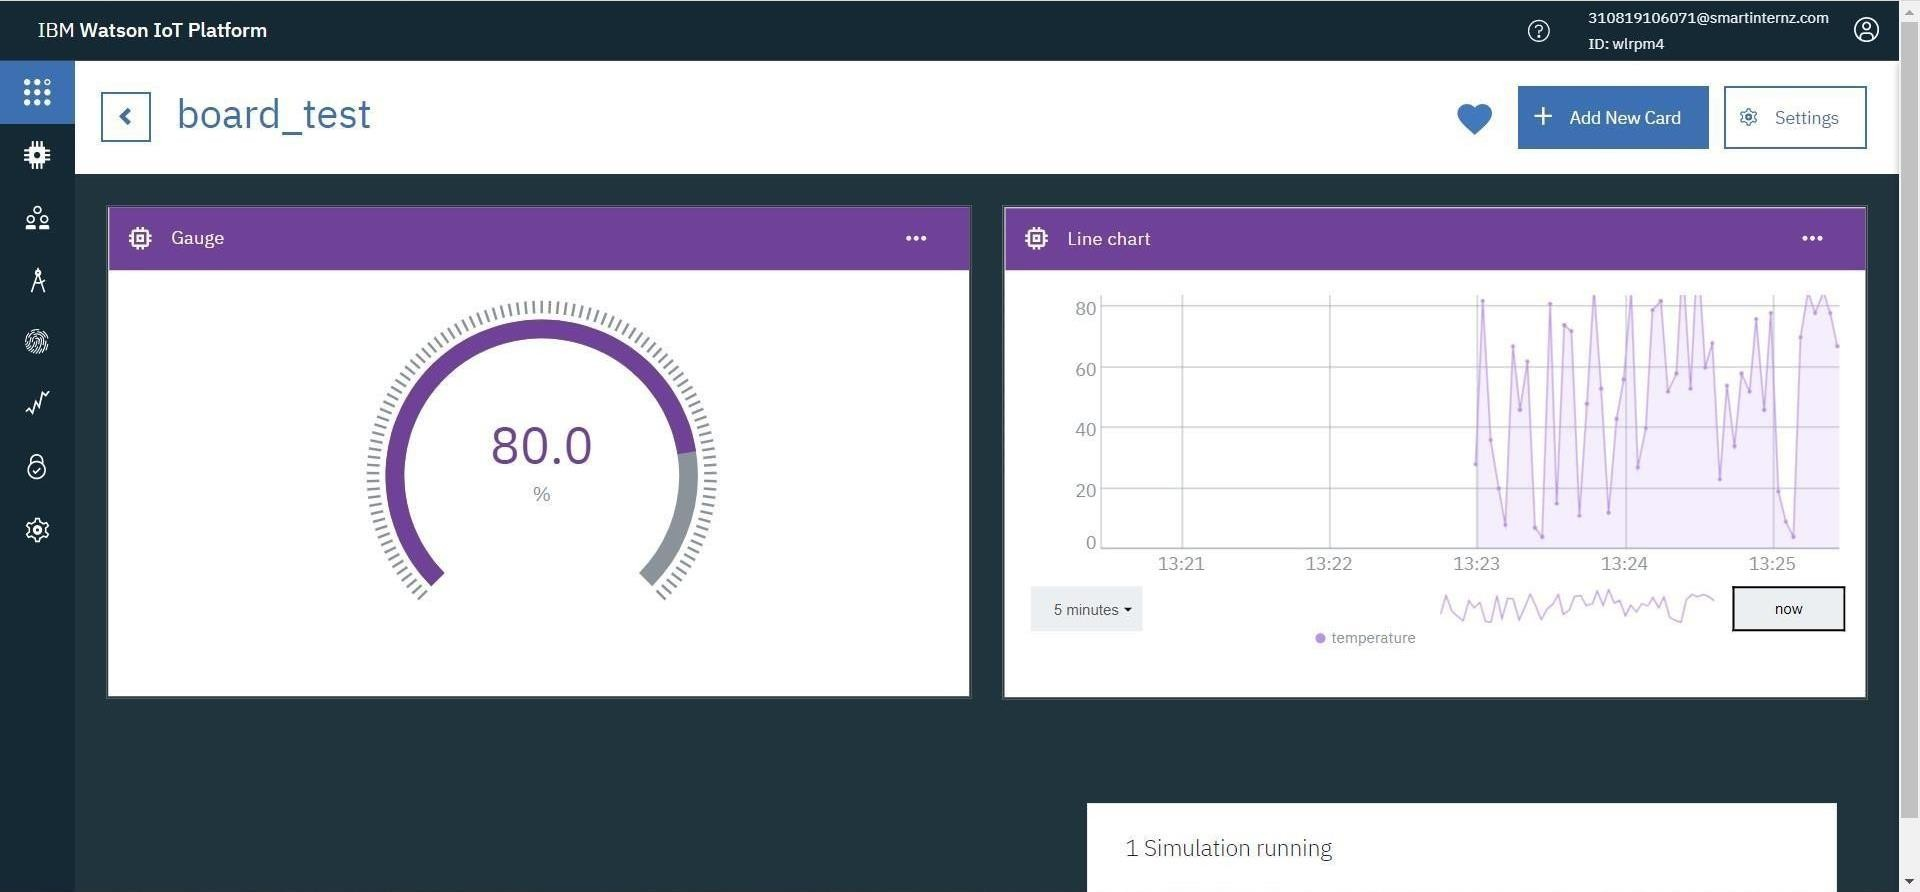 IBM Watson IoT Platform
310819106071@smartinternz.com
ID: wlrpm4
board_test
Add New Card
Settings
Gauge
80.0
%
Line chart
80
60
40
20
0
13:21 13:22 13:23 13:24 13:25
5 minutes
now
temperature
1 Simulation running